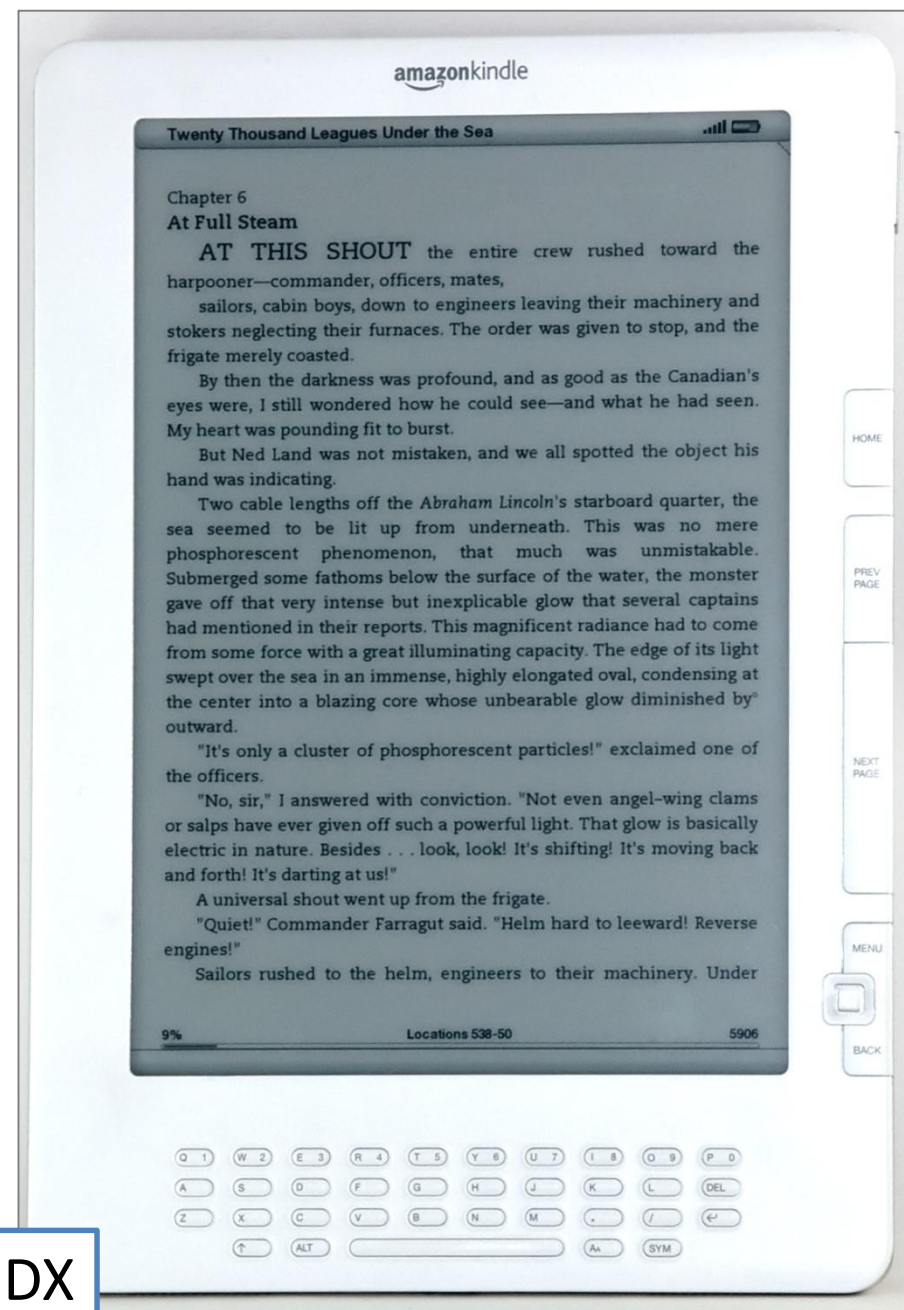 amazonkindle
Twenty Thousand Leagues Under the Sea
Chapter 6
At Full Steam
AT THIS SHOUT the entire crew rushed toward the
harpooner—commander, officers, mates,
sailors, cabin boys, down to engineers leaving their machinery and
stokers neglecting their furnaces. The order was given to stop, and the
frigate merely coasted.
By then the darkness was profound, and as good as the Canadian's
eyes were, I still wondered how he could see—and what he had seen.
My heart was pounding fit to burst.
But Ned Land was not mistaken, and we all spotted the object his
hand was indicating.
Two cable lengths off the Abraham Lincoln's starboard quarter, the
sea seemed to be lit up from underneath. This was no mere
phosphorescent phenomenon, that much was unmistakable.
Submerged some fathoms below the surface of the water, the monster
gave off that very intense but inexplicable glow that several captains
had mentioned in their reports. This magnificent radiance had to come
from some force with a great illuminating capacity. The edge of its light
swept over the sea in an immense, highly elongated oval, condensing at
the center into a blazing core whose unbearable glow diminished by°
outward.
"It's only a cluster of phosphorescent particles!" exclaimed one of
the officers.
"No, sir," I answered with conviction. "Not even angel-wing clams
or salps have ever given off such a powerful light. That glow is basically
electric in nature. Besides . . . look, look! It's shifting! It's moving back
and forth! It's darting at us!"
A universal shout went up from the frigate.
"Quiet!" Commander Farragut said. "Helm hard to leeward! Reverse
engines!"
Sailors rushed to the helm, engineers to their machinery. Under
9% Locations 538-50 5906
HOME
PREV
PAGE
NEXT
PAGE
MENU
BACK
Q 1 W 2 E 3 R 4 T 5 Y 6 U 7 I 8 O 9 P 0
A S D F G H J K L DEL
Z X C V B N M . / ↵
↑ ALT Aa SYM
DX